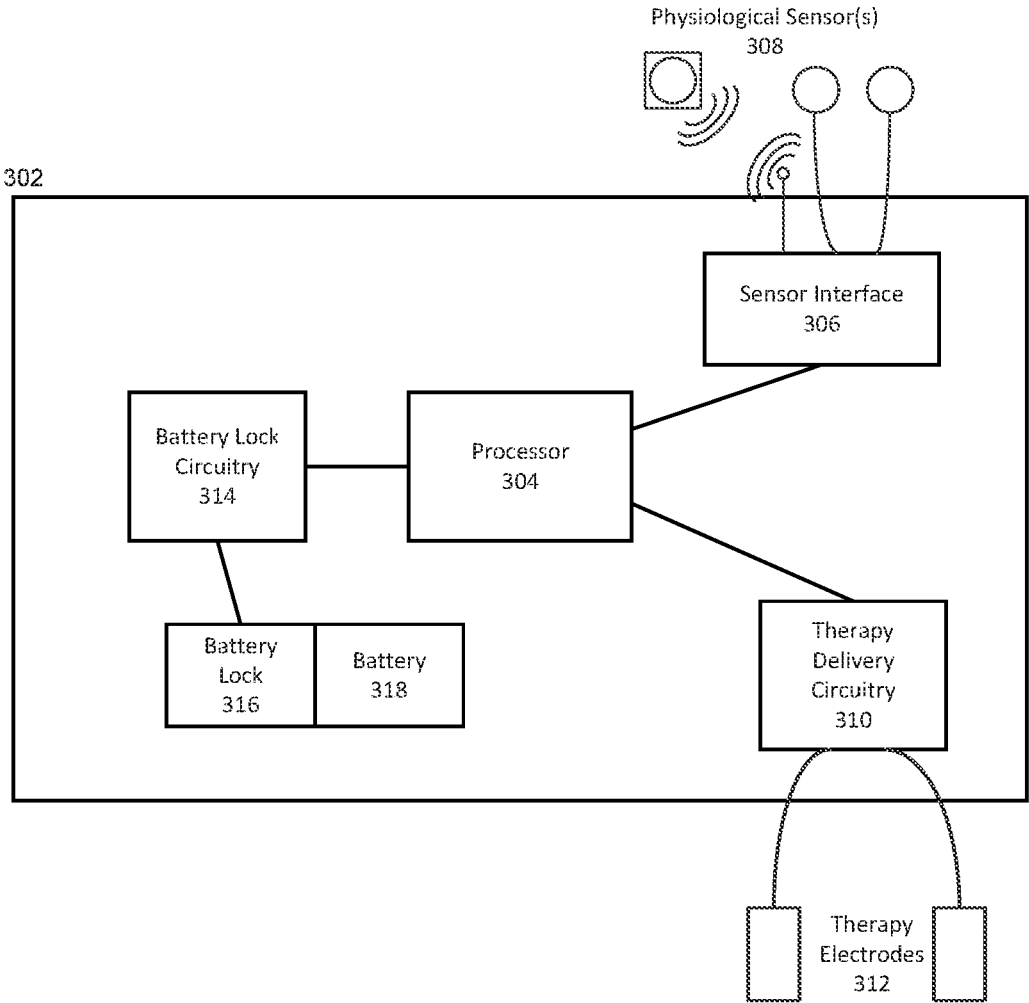 Physiological Sensor(s)
308
302
Sensor Interface
306
Battery Lock
Circuitry
314
Processor
304
Battery
Lock
316
Battery
318
Therapy
Delivery
Circuitry
310
Therapy
Electrodes
312